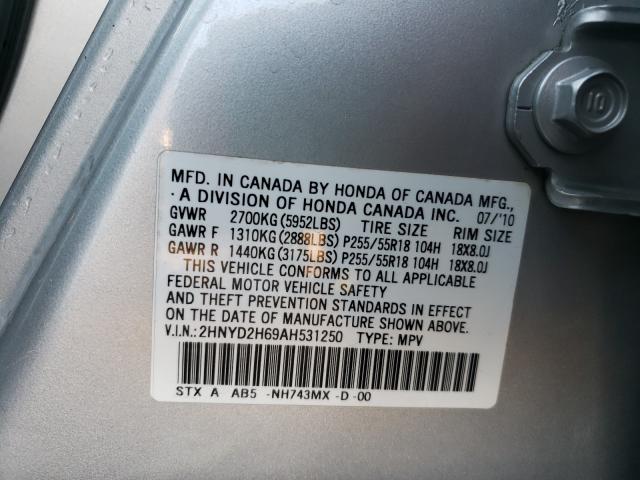 10
MFD. IN CANADA BY HONDA OF CANADA MFG.,
· A DIVISION OF HONDA CANADA INC. 07/'10
GVWR 2700KG(5952LBS) TIRE SIZE RIM SIZE
GAWR F 1310KG(2888LBS) P255/55R18 104H 18X8.0J
GAWR R 1440KG(3175LBS) P255/55R18 104H 18X8.0J
THIS VEHICLE CONFORMS TO ALL APPLICABLE
FEDERAL MOTOR VEHICLE SAFETY
AND THEFT PREVENTION STANDARDS IN EFFECT
ON THE DATE OF MANUFACTURE SHOWN ABOVE.
V.I.N.: 2HNYD2H69AH531250 TYPE: MPV
STX A AB5 -NH743MX -D -00